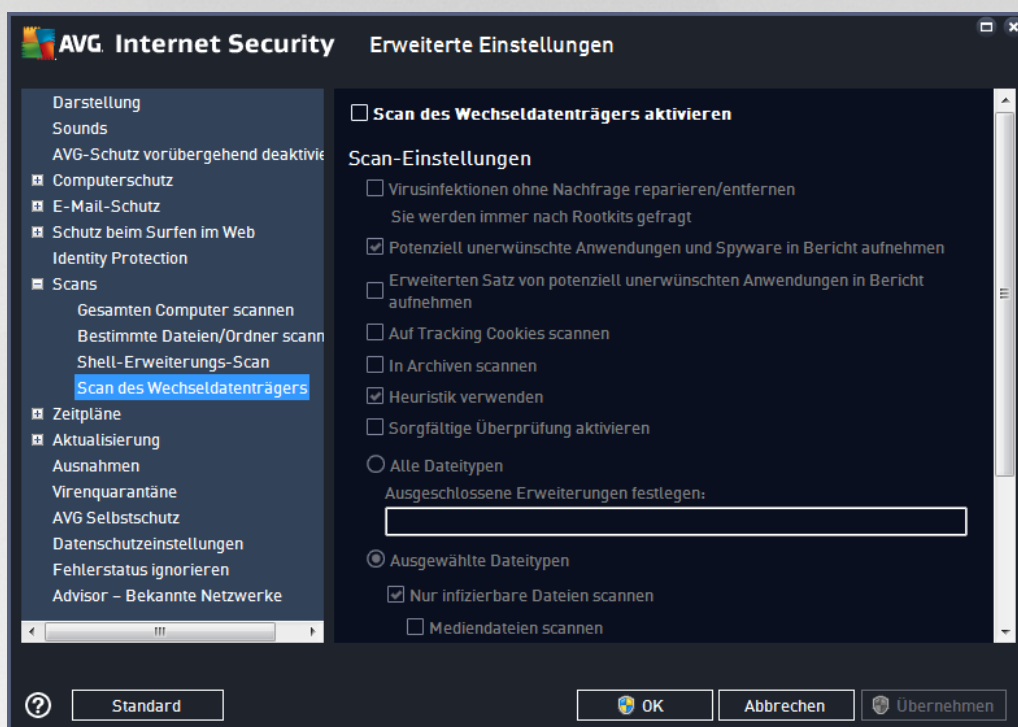 AVG. Internet Security
Erweiterte Einstellungen
Darstellung
Sounds
AVG-Schutz vorübergehend deaktivie
Computerschutz
E-Mail-Schutz
Schutz beim Surfen im Web
Identity Protection
Scans
Gesamten Computer scannen
Bestimmte Dateien/Ordner scann
Shell-Erweiterungs-Scan
Scan des Wechseldatenträgers
Zeitpläne
Aktualisierung
Ausnahmen
Virenquarantäne
AVG Selbstschutz
Datenschutzeinstellungen
Fehlerstatus ignorieren
Advisor – Bekannte Netzwerke
Scan des Wechseldatenträgers aktivieren
Scan-Einstellungen
Virusinfektionen ohne Nachfrage reparieren/entfernen
Sie werden immer nach Rootkits gefragt
Potenziell unerwünschte Anwendungen und Spyware in Bericht aufnehmen
Erweiterten Satz von potenziell unerwünschten Anwendungen in Bericht
aufnehmen
Auf Tracking Cookies scannen
In Archiven scannen
Heuristik verwenden
Sorgfältige Überprüfung aktivieren
Alle Dateitypen
Ausgeschlossene Erweiterungen festlegen:
Ausgewählte Dateitypen
Nur infizierbare Dateien scannen
Mediendateien scannen
Standard
OK
Abbrechen
Übernehmen